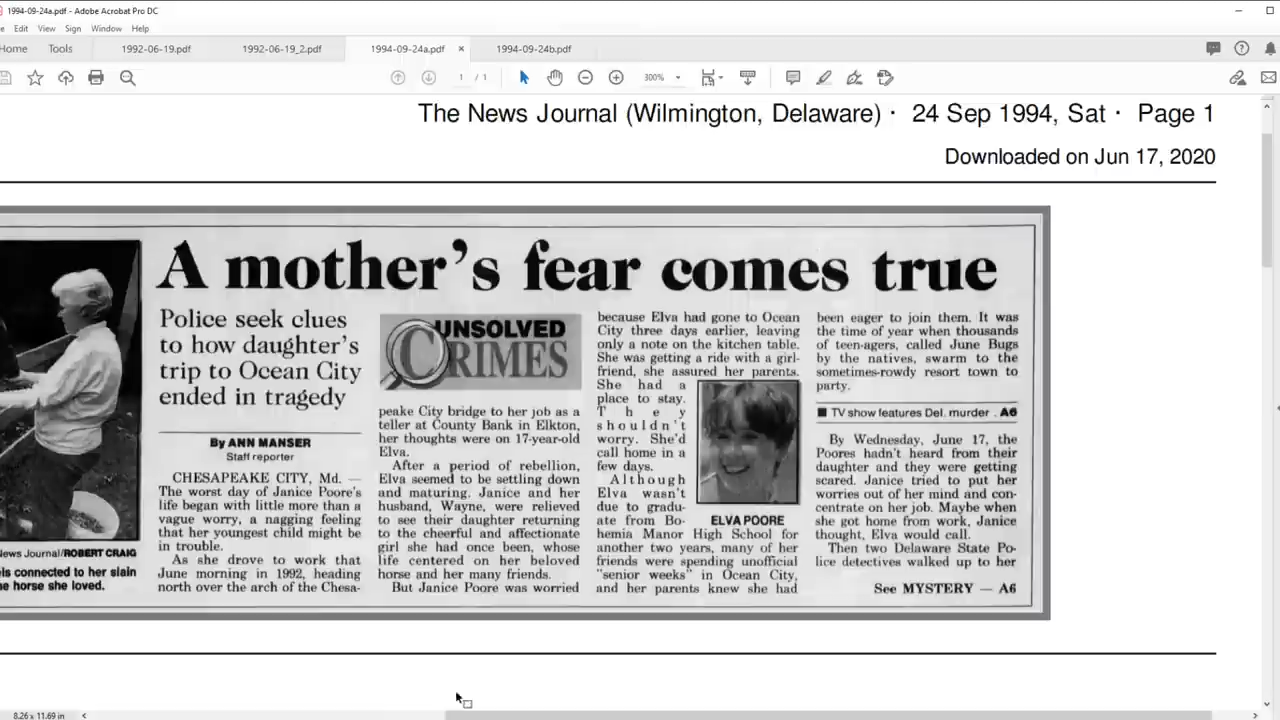 1994-09-24a.pdf - Adobe Acrobat Pro DC
Edit View Sign Window Help
Home Tools 1992-06-19.pdf 1992-06-19_2.pdf 1994-09-24a.pdf × 1994-09-24b.pdf
1 / 1 300%
The News Journal (Wilmington, Delaware) · 24 Sep 1994, Sat · Page 1
Downloaded on Jun 17, 2020
A mother's fear comes true
Police seek clues
to how daughter's
trip to Ocean City
ended in tragedy
By ANN MANSER
Staff reporter
CHESAPEAKE CITY, Md. —
The worst day of Janice Poore's
life began with little more than a
vague worry, a nagging feeling
that her youngest child might be
in trouble.
As she drove to work that
June morning in 1992, heading
north over the arch of the Chesa-
UNSOLVED
CRIMES
peake City bridge to her job as a
teller at County Bank in Elkton,
her thoughts were on 17-year-old
Elva.
After a period of rebellion,
Elva seemed to be settling down
and maturing. Janice and her
husband, Wayne, were relieved
to see their daughter returning
to the cheerful and affectionate
girl she had once been, whose
life centered on her beloved
horse and her many friends.
But Janice Poore was worried
because Elva had gone to Ocean
City three days earlier, leaving
only a note on the kitchen table.
She was getting a ride with a girl-
friend, she assured her parents.
She had a
place to stay.
They
shouldn't
worry. She'd
call home in a
few days.
Although
Elva wasn't
due to gradu-
ate from Bo-
hemia Manor High School for
another two years, many of her
friends were spending unofficial
"senior weeks" in Ocean City,
and her parents knew she had
ELVA POORE
been eager to join them. It was
the time of year when thousands
of teen-agers, called June Bugs
by the natives, swarm to the
sometimes-rowdy resort town to
party.
■ TV show features Del. murder . A6
By Wednesday, June 17, the
Poores hadn't heard from their
daughter and they were getting
scared. Janice tried to put her
worries out of her mind and con-
centrate on her job. Maybe when
she got home from work, Janice
thought, Elva would call.
Then two Delaware State Po-
lice detectives walked up to her
See MYSTERY — A6
News Journal/ROBERT CRAIG
is connected to her slain
horse she loved.
8.26 x 11.69 in